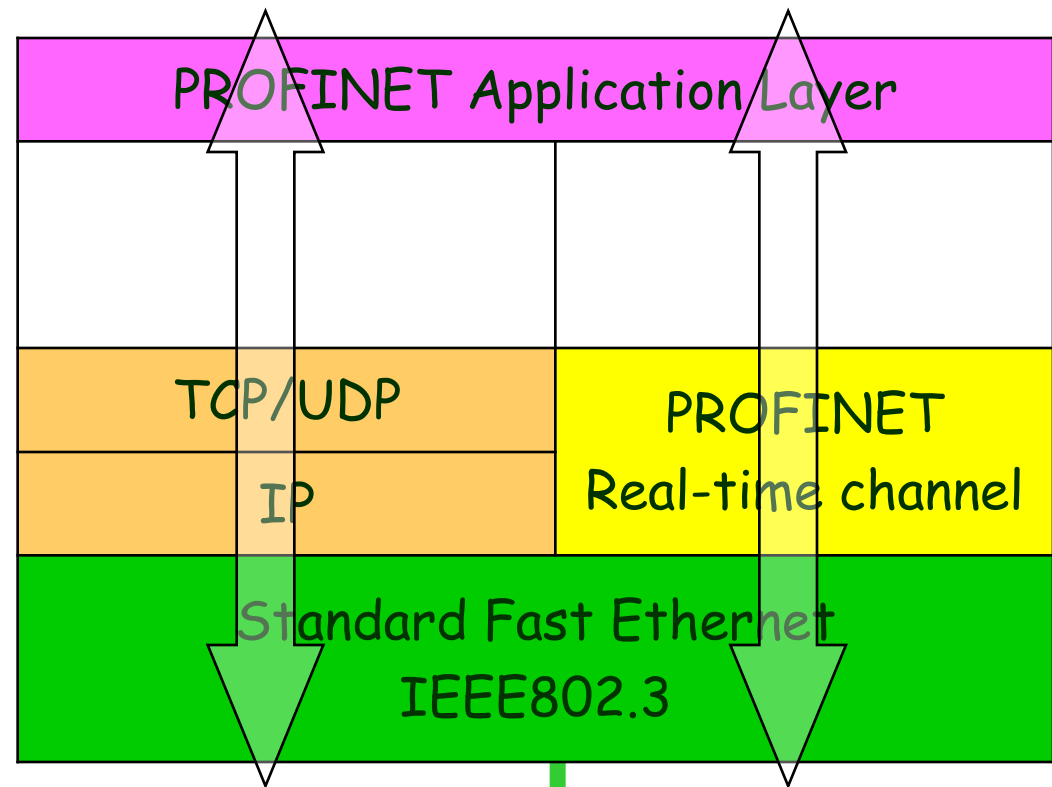 PROFINET Application Layer
TCP/UDP
IP
PROFINET
Real-time channel
Standard Fast Ethernet
IEEE802.3